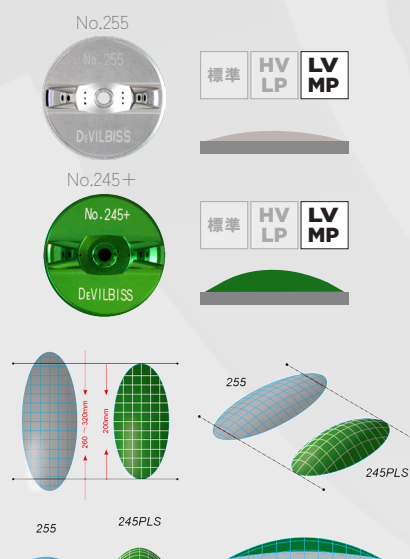 No.255
No. 255
DEVILBISS
標準
HV
LP
LV
MP
No.245+
No.245+
DEVILBISS
標準
HV
LP
LV
MP
260 ～ 320mm
200mm
255
245PLS
255
245PLS